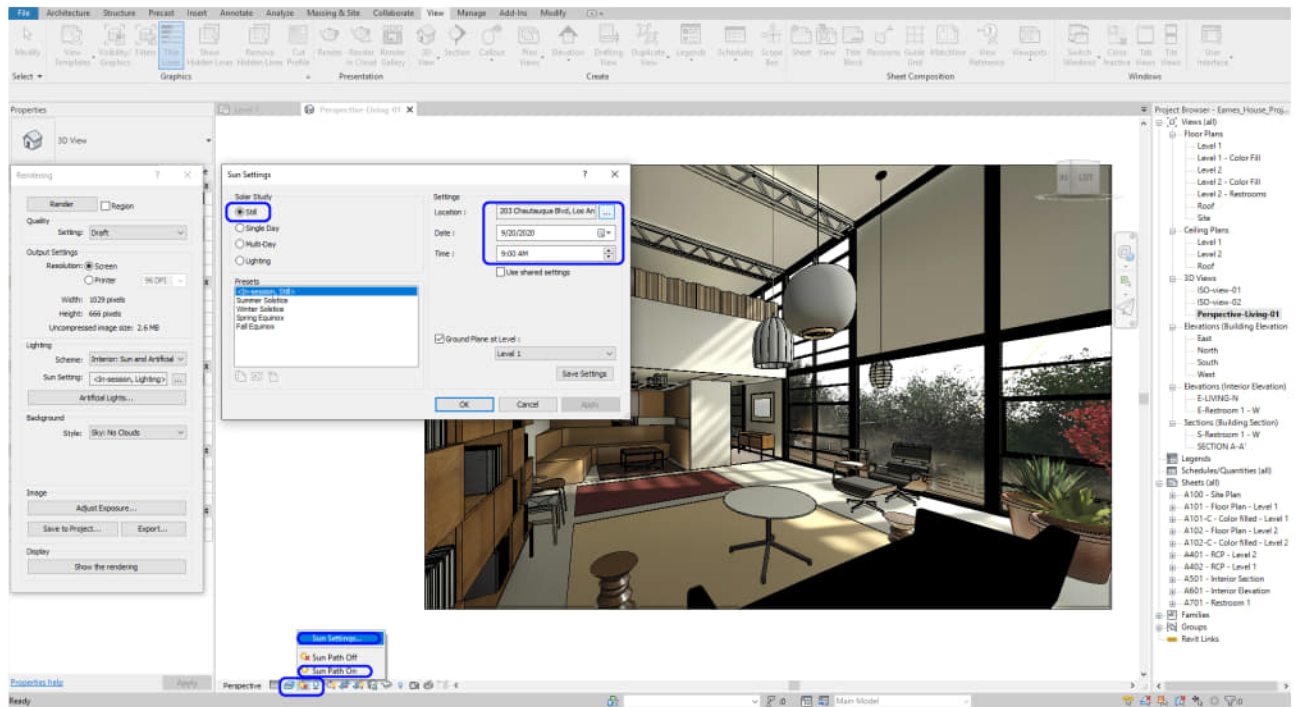 File Architecture Structure Precast Insert Annotate Analyze Massing & Site Collaborate View Manage Add-Ins Modify
Modify View Templates Visibility/ Graphics Filters Thin Lines Show Hidden Lines Remove Hidden Lines Cut Profile Render Render in Cloud Render Gallery 3D View Section Callout Plan Views Elevation Drafting View Duplicate View Legends Schedules Scope Box Sheet View Title Block Revisions Guide Grid Matchline View Reference Viewports Switch Windows Close Inactive Tab Views Tile Views User Interface
Select Graphics Presentation Create Sheet Composition Windows
Properties
3D View
Level 1
Perspective-Living-01
Rendering
Render
Region
Quality
Setting: Draft
Output Settings
Resolution: Screen
Printer 96 DPI
Width: 1029 pixels
Height: 666 pixels
Uncompressed image size: 2.6 MB
Lighting
Scheme: Interior: Sun and Artificial
Sun Setting: <In-session, Lighting> ...
Artificial Lights...
Background
Style: Sky: No Clouds
Image
Adjust Exposure...
Save to Project... Export...
Display
Show the rendering
Properties help Apply
Ready
Sun Settings
Solar Study
Still
Single Day
Multi-Day
Lighting
Presets
<In-session, Still>
Summer Solstice
Winter Solstice
Spring Equinox
Fall Equinox
Settings
Location : 203 Chautauqua Blvd, Los An ...
Date : 9/20/2020
Time : 9:00 AM
Use shared settings
Ground Plane at Level :
Level 1
Save Settings
OK Cancel Apply
Sun Settings...
Sun Path Off
Sun Path On
Perspective
:0
Main Model
:0
Project Browser - Eames_House_Proj...
Views (all)
Floor Plans
Level 1
Level 1 - Color Fill
Level 2
Level 2 - Color Fill
Level 2 - Restrooms
Roof
Site
Ceiling Plans
Level 1
Level 2
Roof
3D Views
ISO-view-01
ISO-view-02
Perspective-Living-01
Elevations (Building Elevation
East
North
South
West
Elevations (Interior Elevation)
E-LIVING-N
E-Restroom 1 - W
Sections (Building Section)
S-Restroom 1 - W
SECTION A-A'
Legends
Schedules/Quantities (all)
Sheets (all)
A100 - Site Plan
A101 - Floor Plan - Level 1
A101-C - Color filled - Level 1
A102 - Floor Plan - Level 2
A102-C - Color filled - Level 2
A401 - RCP - Level 2
A402 - RCP - Level 1
A501 - Interior Section
A601 - Interior Elevation
A701 - Restroom 1
Families
Groups
Revit Links